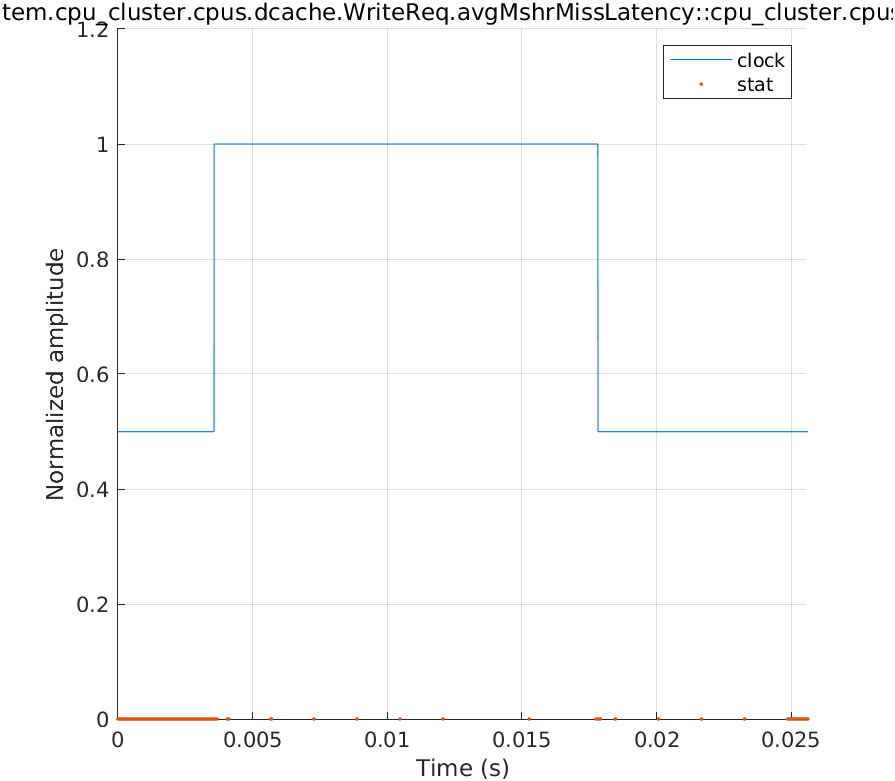 tem.cpu_cluster.cpus.dcache.WriteReq.avgMshrMissLatency::cpu_cluster.cpus
1.2
clock
stat
1
0.8
0.6
0.4
0.2
0
Normalized amplitude
0 0.005 0.01 0.015 0.02 0.025
Time (s)